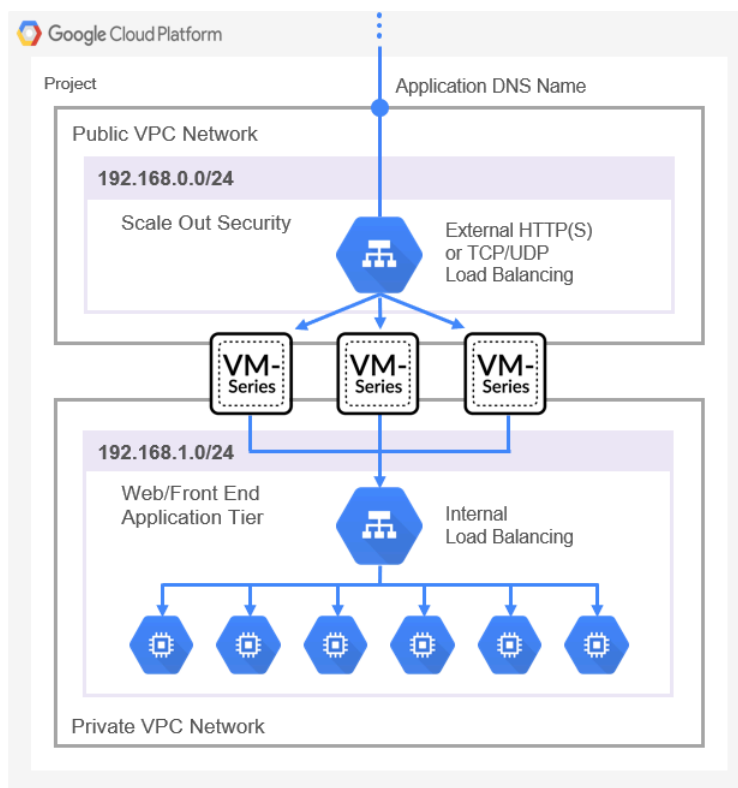 Google Cloud Platform
Project
Application DNS Name
Public VPC Network
192.168.0.0/24
Scale Out Security
External HTTP(S)
or TCP/UDP
Load Balancing
VM-
Series
VM-
Series
VM-
Series
192.168.1.0/24
Web/Front End
Application Tier
Internal
Load Balancing
Private VPC Network